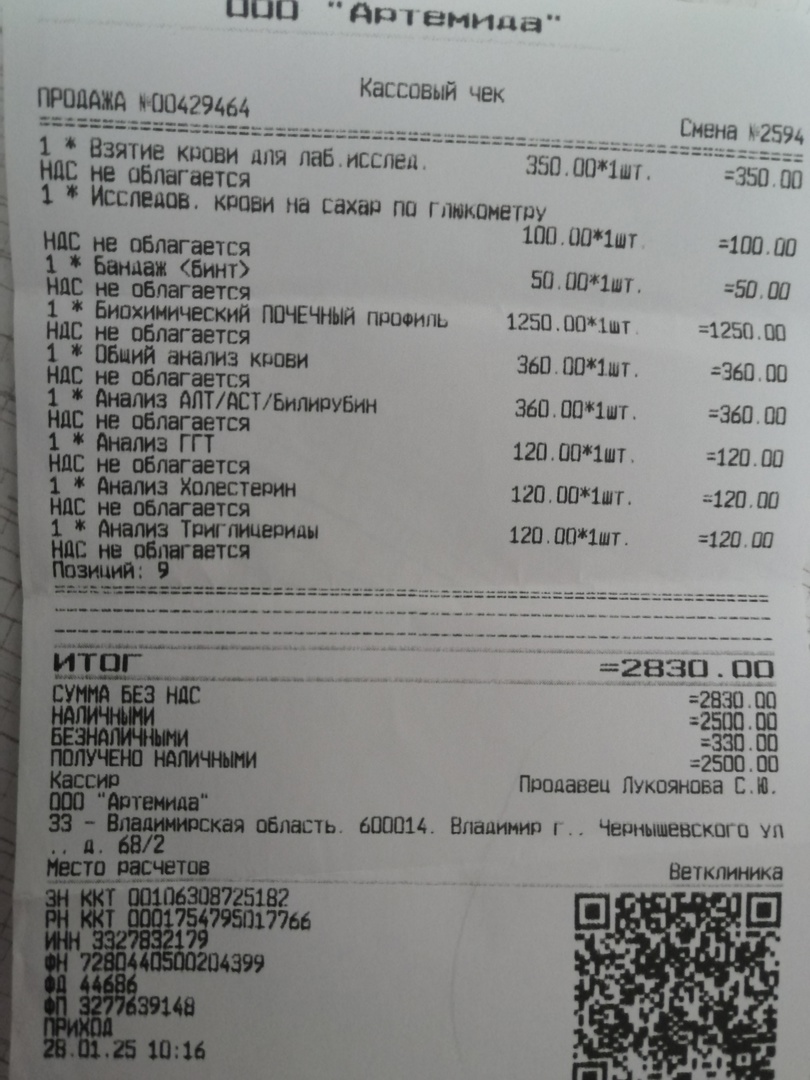 ООО "Артемида"
Кассовый чек
ПРОДАЖА №00429464
Смена №2594
1 * Взятие крови для лаб.исслед. 350.00*1шт. =350.00
НДС не облагается
1 * Исследов. крови на сахар по глюкометру
100.00*1шт. =100.00
НДС не облагается
1 * Бандаж <бинт> 50.00*1шт. =50.00
НДС не облагается
1 * Биохимический ПОЧЕЧНЫЙ профиль 1250.00*1шт. =1250.00
НДС не облагается
1 * Общий анализ крови 360.00*1шт. =360.00
НДС не облагается
1 * Анализ АЛТ/АСТ/Билирубин 360.00*1шт. =360.00
НДС не облагается
1 * Анализ ГГТ 120.00*1шт. =120.00
НДС не облагается
1 * Анализ Холестерин 120.00*1шт. =120.00
НДС не облагается
1 * Анализ Триглицериды 120.00*1шт. =120.00
НДС не облагается
Позиций: 9
ИТОГ =2830.00
СУММА БЕЗ НДС =2830.00
НАЛИЧНЫМИ =2500.00
БЕЗНАЛИЧНЫМИ =330.00
ПОЛУЧЕНО НАЛИЧНЫМИ =2500.00
Кассир Продавец Лукоянова С.Ю.
ООО "Артемида"
33 - Владимирская область. 600014. Владимир г.. Чернышевского ул
.. д. 68/2
Место расчетов Ветклиника
ЗН ККТ 00106308725182
РН ККТ 0001754795017766
ИНН 3327832179
ФН 7280440500204399
ФД 44686
ФП 3277639148
ПРИХОД
28.01.25 10:16